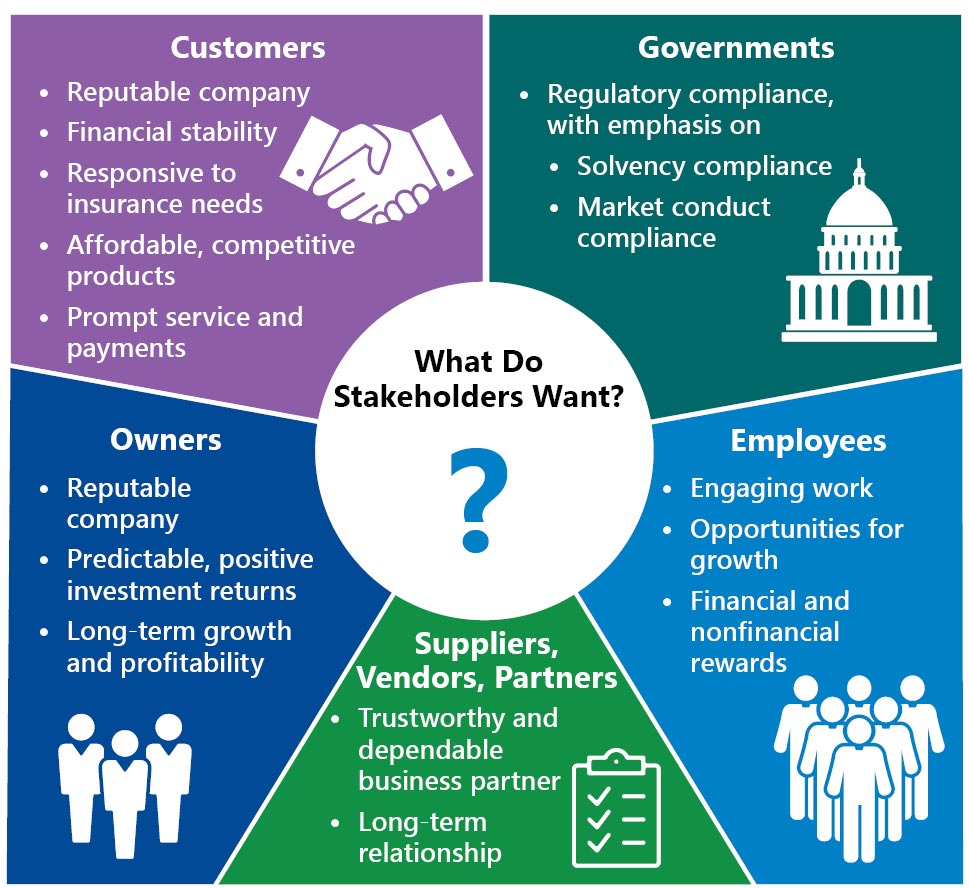 Customers
• Reputable company
• Financial stability
• Responsive to
insurance needs
• Affordable, competitive
products
• Prompt service and
payments
Governments
• Regulatory compliance,
with emphasis on
• Solvency compliance
• Market conduct
compliance
What Do
Stakeholders Want?
?
Owners
• Reputable
company
• Predictable, positive
investment returns
• Long-term growth
and profitability
Employees
• Engaging work
• Opportunities for
growth
• Financial and
nonfinancial
rewards
Suppliers,
Vendors, Partners
• Trustworthy and
dependable
business partner
• Long-term
relationship